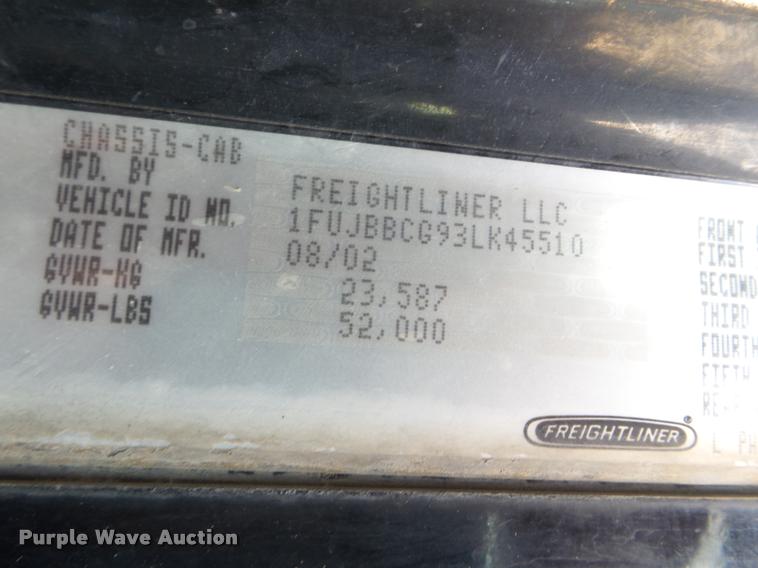 CHASSIS-CAB
MFD. BY FREIGHTLINER LLC
VEHICLE ID NO. 1FUJBBCG93LK45510
DATE OF MFR. 08/02
GVWR-KG 23,587
GVWR-LBS 52,000
FRONT
FIRST
SECOND
THIRD
FOURTH
FIFTH
FREIGHTLINER®
L PH
Purple Wave Auction